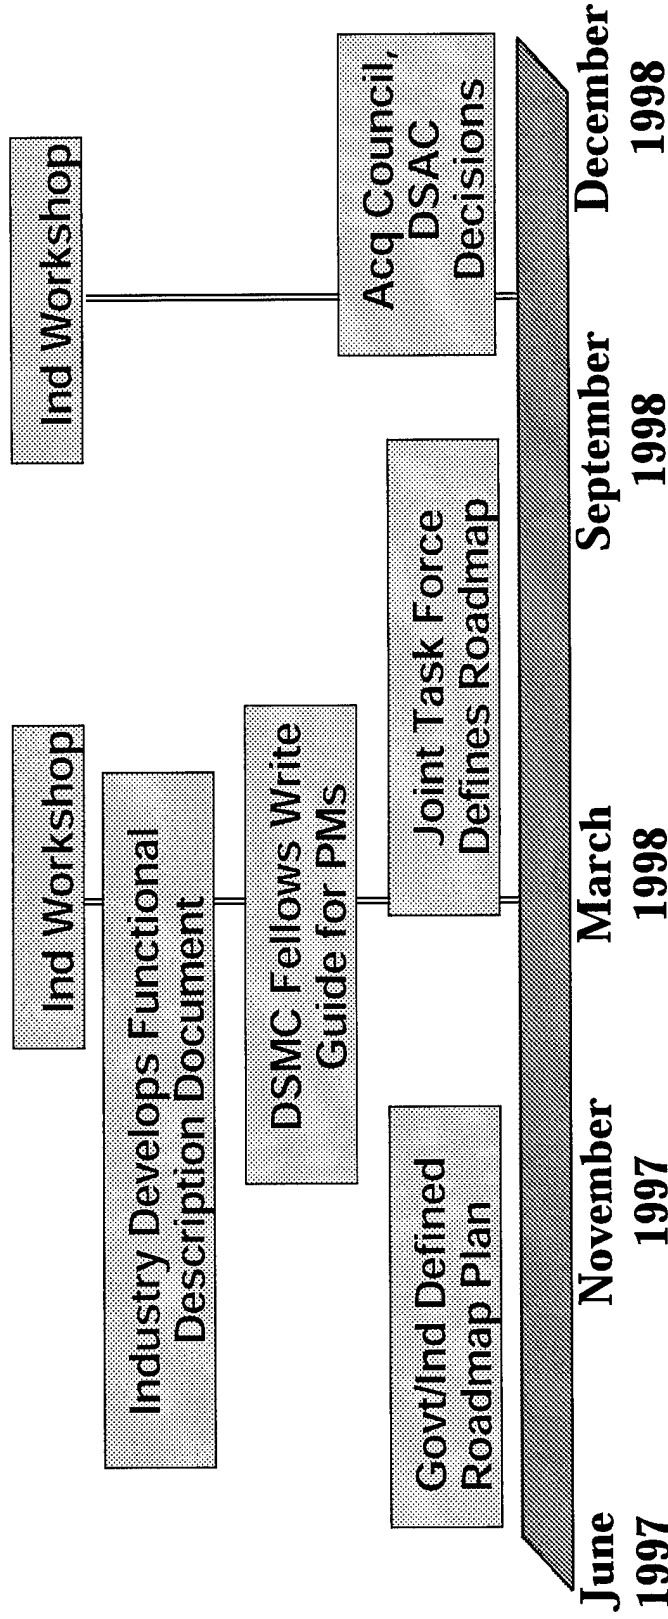 Ind Workshop
Ind Workshop
Industry Develops Functional
Description Document
DSMC Fellows Write
Guide for PMs
Acq Council,
DSAC
Decisions
Govt/Ind Defined
Roadmap Plan
Joint Task Force
Defines Roadmap
June
1997
November
1997
March
1998
September
1998
December
1998